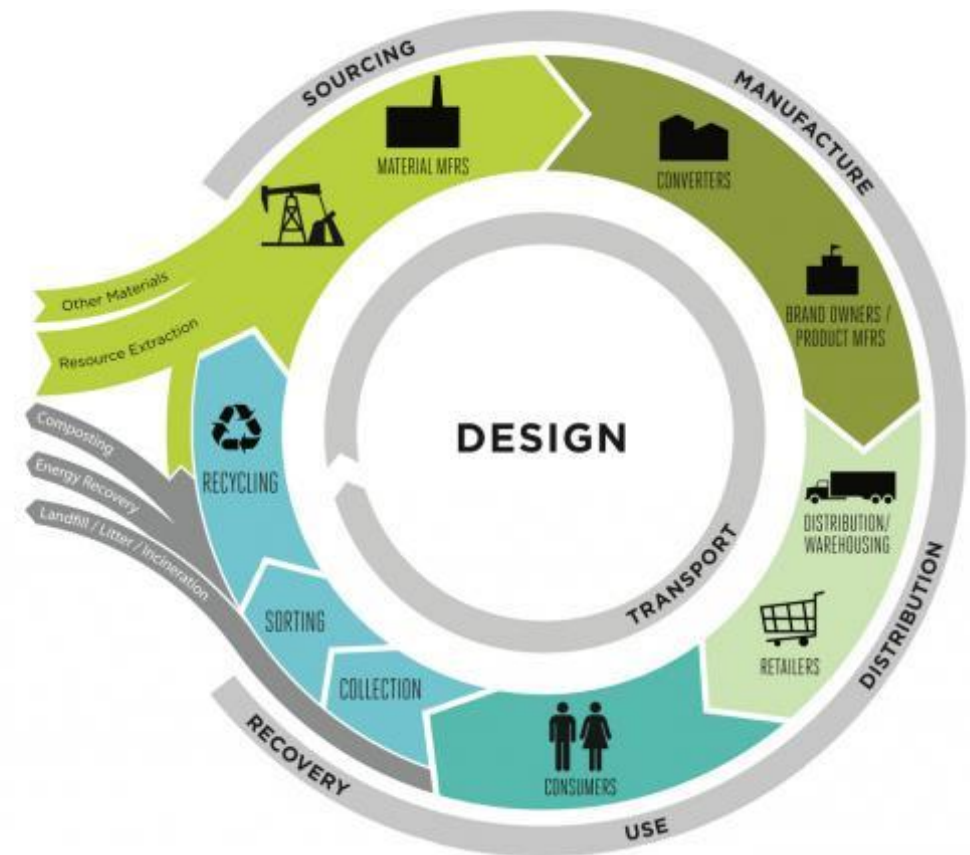 SOURCING
MANUFACTURE
MATERIAL MFRS
CONVERTERS
Other Materials
Resource Extraction
BRAND OWNERS /
PRODUCT MFRS
Composting
Energy Recovery
Landfill / Litter / Incineration
RECYCLING
DESIGN
DISTRIBUTION/
WAREHOUSING
TRANSPORT
DISTRIBUTION
SORTING
RETAILERS
COLLECTION
RECOVERY
CONSUMERS
USE